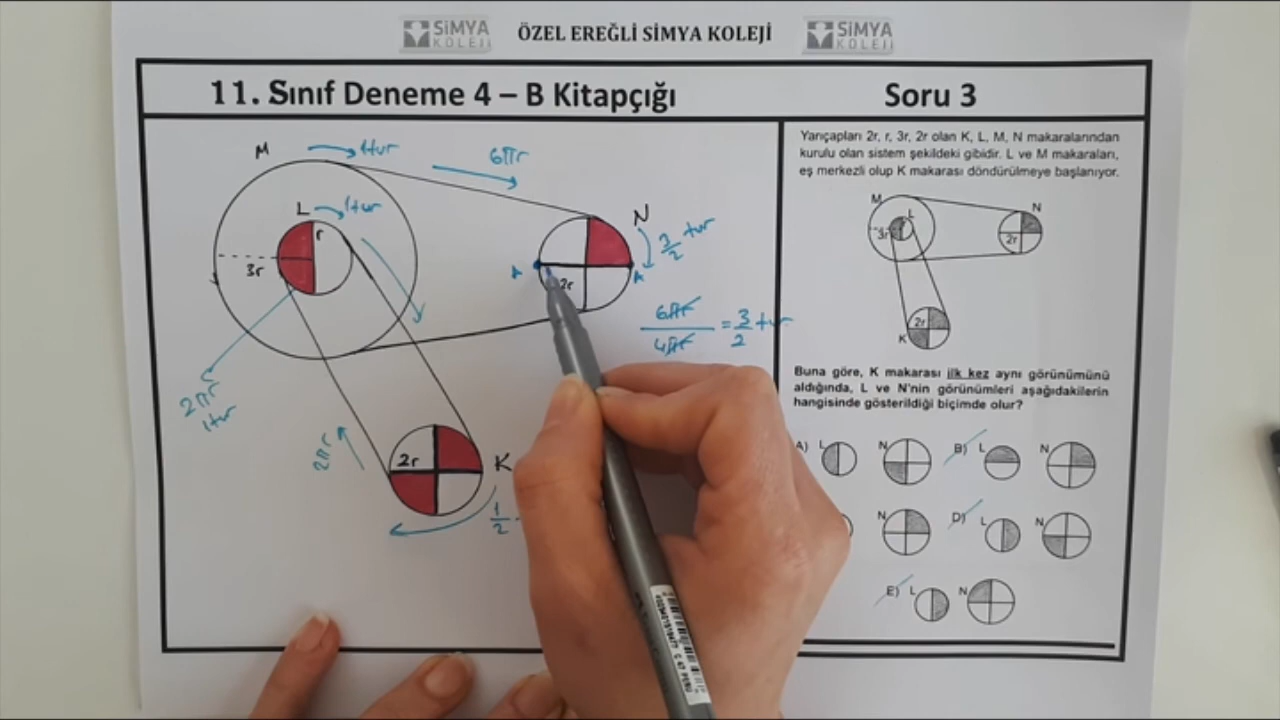 SİMYA KOLEJİ
ÖZEL EREĞLİ SİMYA KOLEJİ
SİMYA KOLEJİ
11. Sınıf Deneme 4 – B Kitapçığı
Soru 3
M
1tur
6πr
L
1tur
r
3r
N
3/2 tur
A
A
2r
6πr/4πr = 3/2 tur
2πr
1tur
2πr
2r
K
1/2
Yarıçapları 2r, r, 3r, 2r olan K, L, M, N makaralarından
kurulu olan sistem şekildeki gibidir. L ve M makaraları,
eş merkezli olup K makarası döndürülmeye başlanıyor.
M
L
N
3r
2r
2r
K
Buna göre, K makarası ilk kez aynı görünümünü
aldığında, L ve N'nin görünümleri aşağıdakilerin
hangisinde gösterildiği biçimde olur?
A) L N B) L N
N D) L N
E) L N